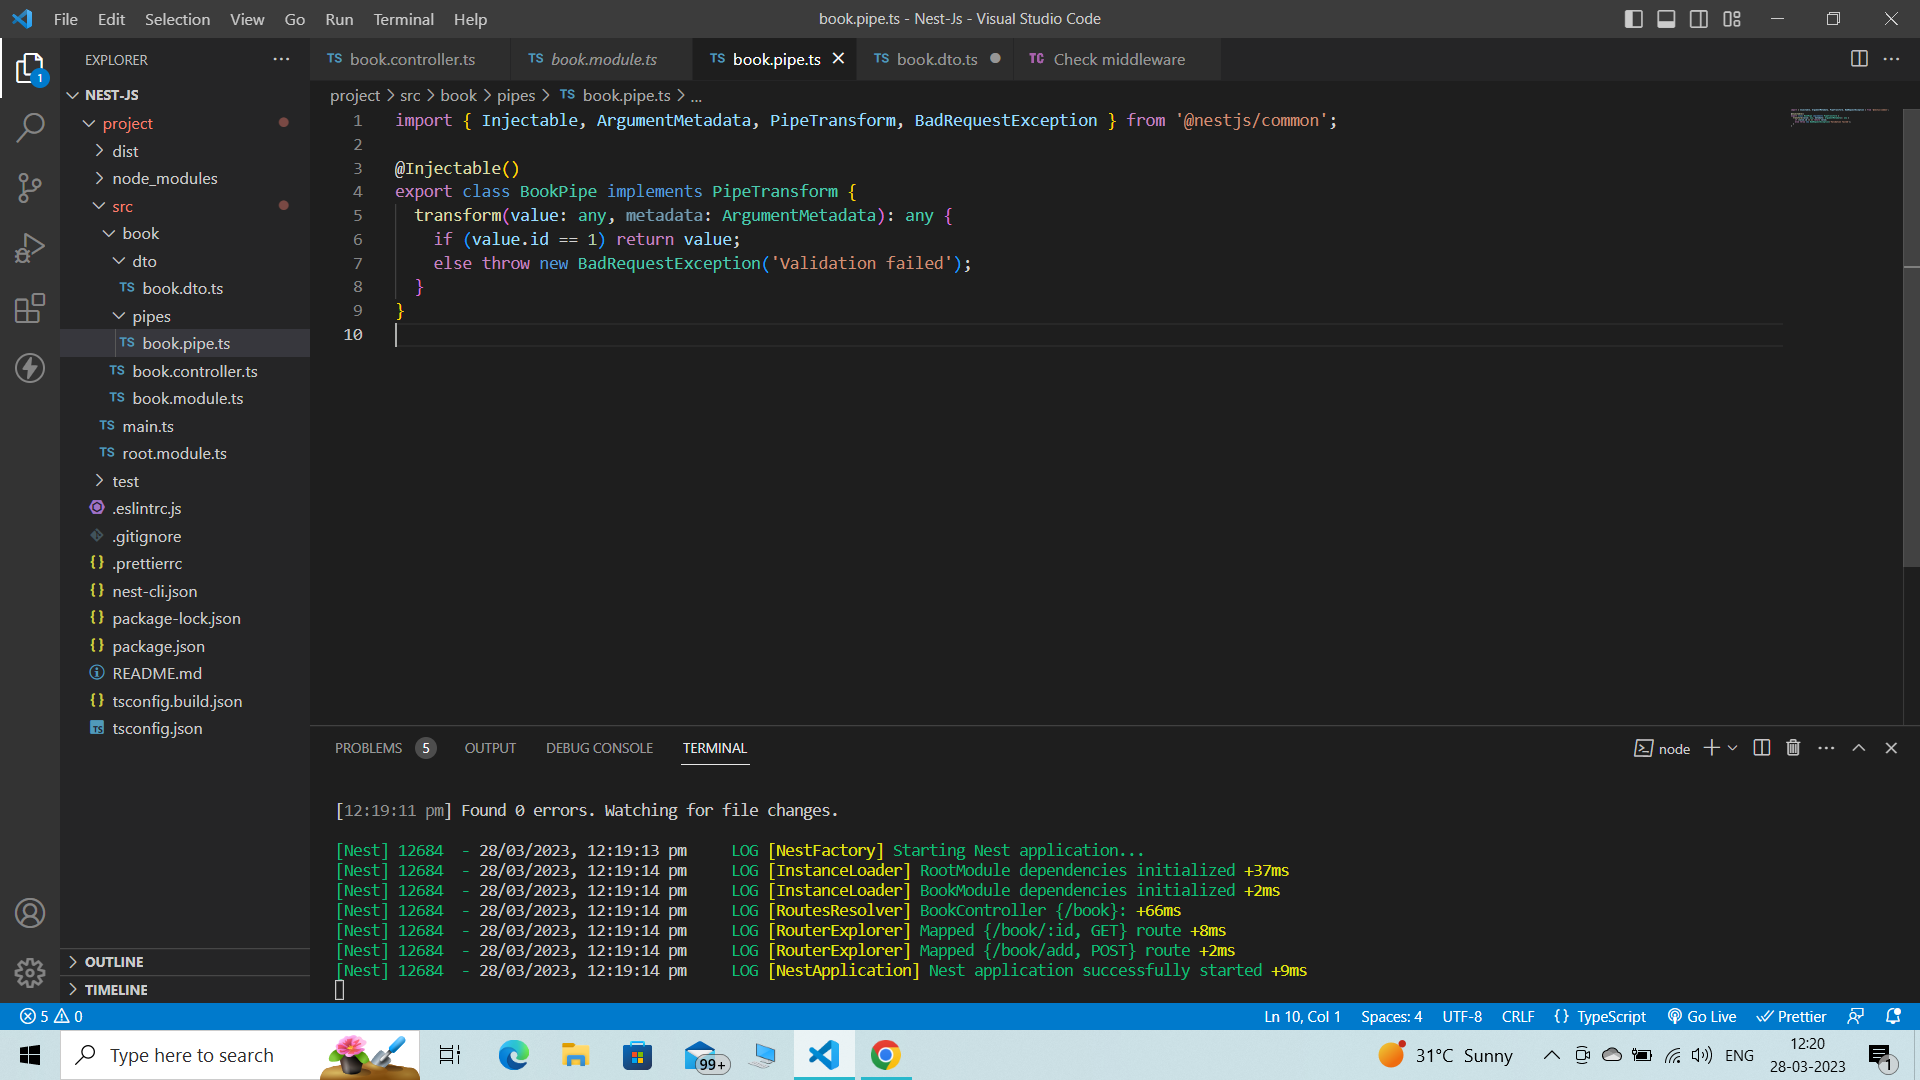 File Edit Selection View Go Run Terminal Help
book.pipe.ts - Nest-Js - Visual Studio Code
EXPLORER
NEST-JS
project
dist
node_modules
src
book
dto
TS book.dto.ts
pipes
TS book.pipe.ts
TS book.controller.ts
TS book.module.ts
TS main.ts
TS root.module.ts
test
.eslintrc.js
.gitignore
{} .prettierrc
{} nest-cli.json
{} package-lock.json
{} package.json
README.md
{} tsconfig.build.json
TS tsconfig.json
OUTLINE
TIMELINE
1
TS book.controller.ts TS book.module.ts TS book.pipe.ts TS book.dto.ts TC Check middleware
project > src > book > pipes > TS book.pipe.ts > ...
1 import { Injectable, ArgumentMetadata, PipeTransform, BadRequestException } from '@nestjs/common';
2
3 @Injectable()
4 export class BookPipe implements PipeTransform {
5 transform(value: any, metadata: ArgumentMetadata): any {
6 if (value.id == 1) return value;
7 else throw new BadRequestException('Validation failed');
8 }
9 }
10
PROBLEMS 5 OUTPUT DEBUG CONSOLE TERMINAL
node
[12:19:11 pm] Found 0 errors. Watching for file changes.
[Nest] 12684 - 28/03/2023, 12:19:13 pm LOG [NestFactory] Starting Nest application...
[Nest] 12684 - 28/03/2023, 12:19:14 pm LOG [InstanceLoader] RootModule dependencies initialized +37ms
[Nest] 12684 - 28/03/2023, 12:19:14 pm LOG [InstanceLoader] BookModule dependencies initialized +2ms
[Nest] 12684 - 28/03/2023, 12:19:14 pm LOG [RoutesResolver] BookController {/book}: +66ms
[Nest] 12684 - 28/03/2023, 12:19:14 pm LOG [RouterExplorer] Mapped {/book/:id, GET} route +8ms
[Nest] 12684 - 28/03/2023, 12:19:14 pm LOG [RouterExplorer] Mapped {/book/add, POST} route +2ms
[Nest] 12684 - 28/03/2023, 12:19:14 pm LOG [NestApplication] Nest application successfully started +9ms
5 0
Ln 10, Col 1 Spaces: 4 UTF-8 CRLF {} TypeScript Go Live Prettier
Type here to search
99+
31°C Sunny
ENG
12:20
28-03-2023
1